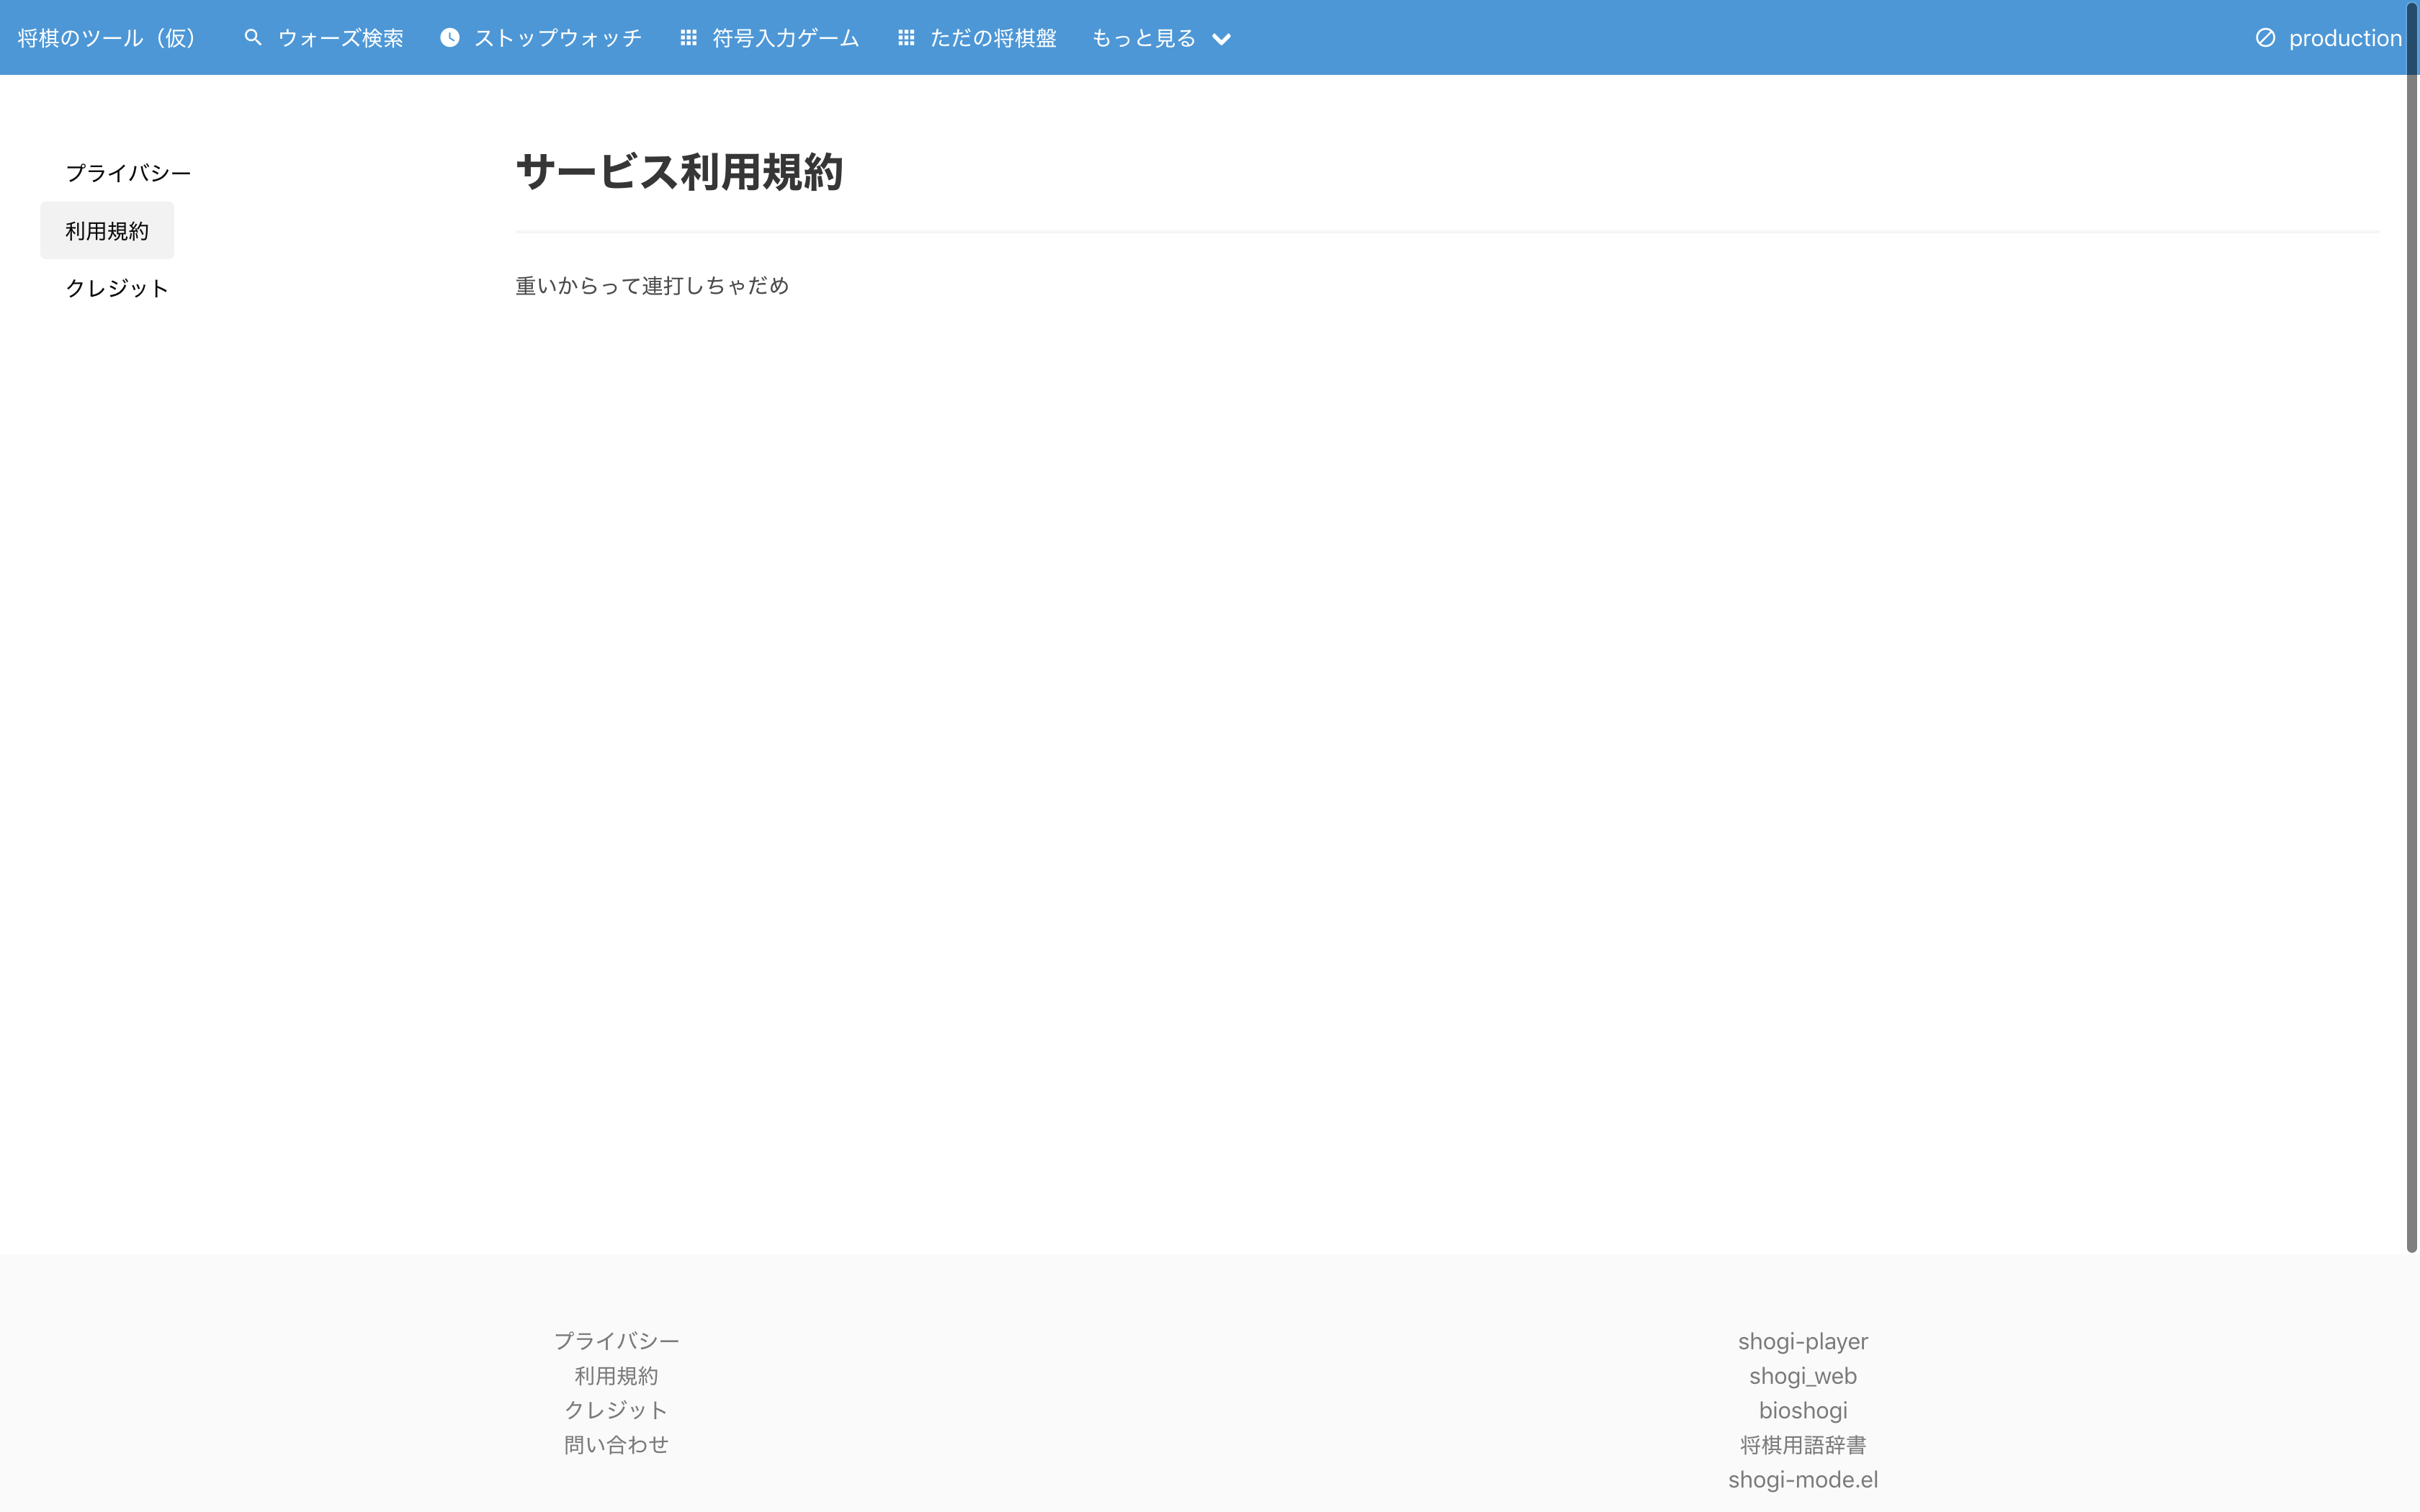 将棋のツール（仮） ウォーズ検索 ストップウォッチ 符号入力ゲーム ただの将棋盤 もっと見る production
プライバシー
利用規約
クレジット
サービス利用規約
重いからって連打しちゃだめ
プライバシー
利用規約
クレジット
問い合わせ
shogi-player
shogi_web
bioshogi
将棋用語辞書
shogi-mode.el